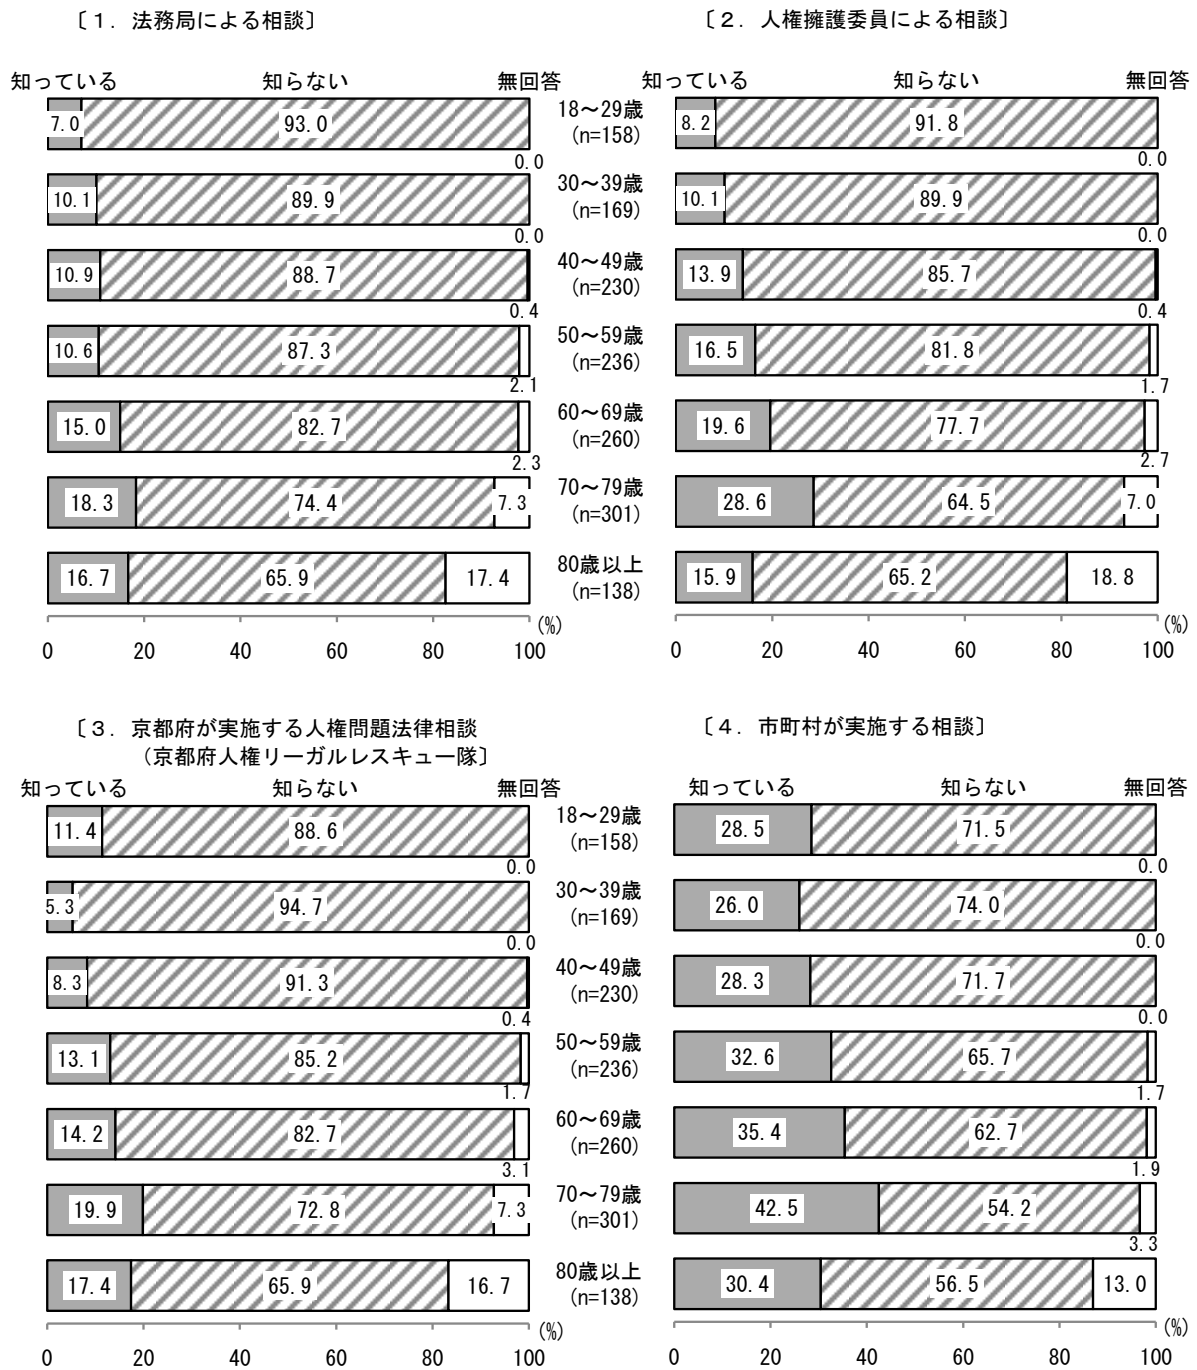 〔１．法務局による相談〕
知っている 知らない 無回答
7.0 93.0 0.0
10.1 89.9 0.0
10.9 88.7 0.4
10.6 87.3 2.1
15.0 82.7 2.3
18.3 74.4 7.3
16.7 65.9 17.4
(%)
0 20 40 60 80 100
18～29歳
(n=158)
30～39歳
(n=169)
40～49歳
(n=230)
50～59歳
(n=236)
60～69歳
(n=260)
70～79歳
(n=301)
80歳以上
(n=138)
〔２．人権擁護委員による相談〕
知っている 知らない 無回答
8.2 91.8 0.0
10.1 89.9 0.0
13.9 85.7 0.4
16.5 81.8 1.7
19.6 77.7 2.7
28.6 64.5 7.0
15.9 65.2 18.8
(%)
0 20 40 60 80 100
〔３．京都府が実施する人権問題法律相談
（京都府人権リーガルレスキュー隊〕
知っている 知らない 無回答
11.4 88.6 0.0
5.3 94.7 0.0
8.3 91.3 0.4
13.1 85.2 1.7
14.2 82.7 3.1
19.9 72.8 7.3
17.4 65.9 16.7
(%)
0 20 40 60 80 100
18～29歳
(n=158)
30～39歳
(n=169)
40～49歳
(n=230)
50～59歳
(n=236)
60～69歳
(n=260)
70～79歳
(n=301)
80歳以上
(n=138)
〔４．市町村が実施する相談〕
知っている 知らない 無回答
28.5 71.5 0.0
26.0 74.0 0.0
28.3 71.7 0.0
32.6 65.7 1.7
35.4 62.7 1.9
42.5 54.2 3.3
30.4 56.5 13.0
(%)
0 20 40 60 80 100